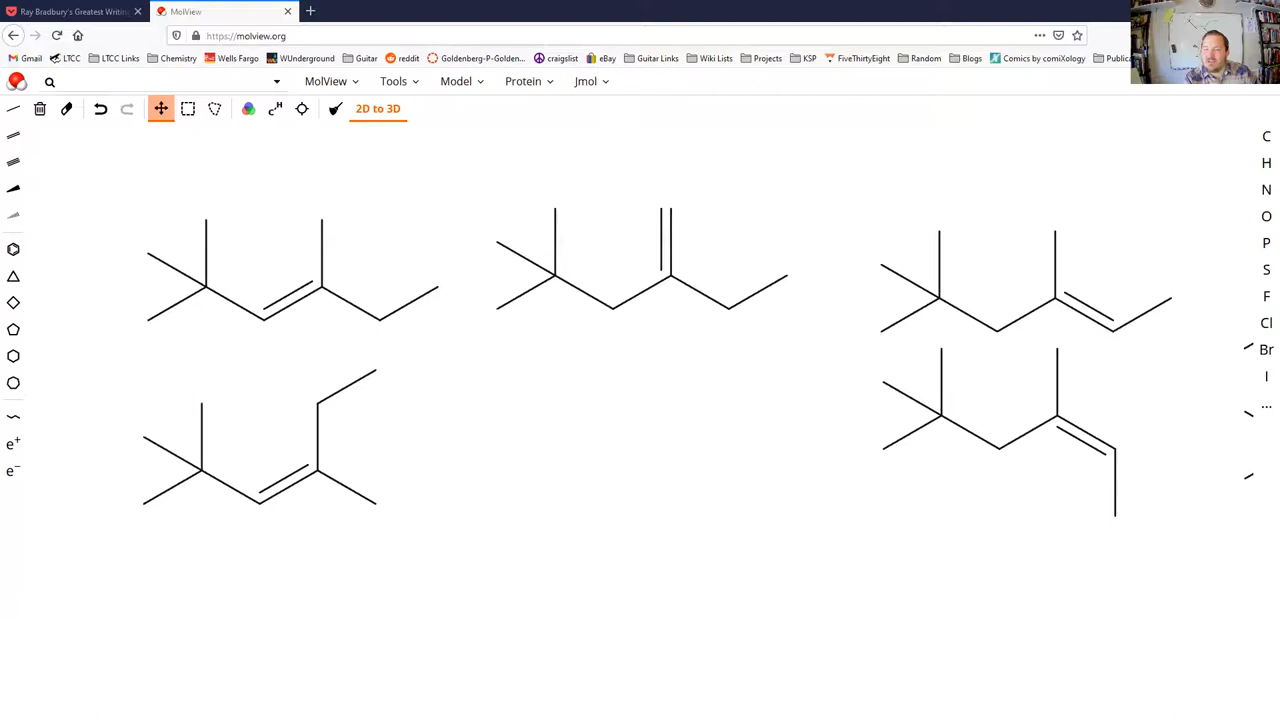 Ray Bradbury's Greatest Writin
MolView
https://molview.org
Gmail LTCC LTCC Links Chemistry Wells Fargo WUnderground Guitar reddit Goldenberg-P-Golden... craigslist eBay Guitar Links Wiki Lists Projects KSP FiveThirtyEight Random Blogs Comics by comiXology Publica
MolView Tools Model Protein Jmol
2D to 3D
C
H
N
O
P
S
F
Cl
Br
I
...
H
e+
e−